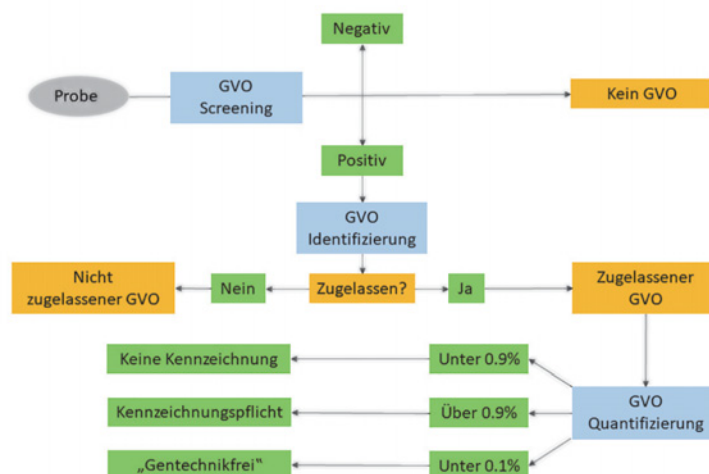 Negativ
Probe
GVO
Screening
Kein GVO
Positiv
GVO
Identifizierung
Nicht
zugelassener GVO
Nein
Zugelassen?
Ja
Zugelassener
GVO
Keine Kennzeichnung
Unter 0.9%
Kennzeichnungspflicht
Über 0.9%
GVO
Quantifizierung
„Gentechnikfrei“
Unter 0.1%